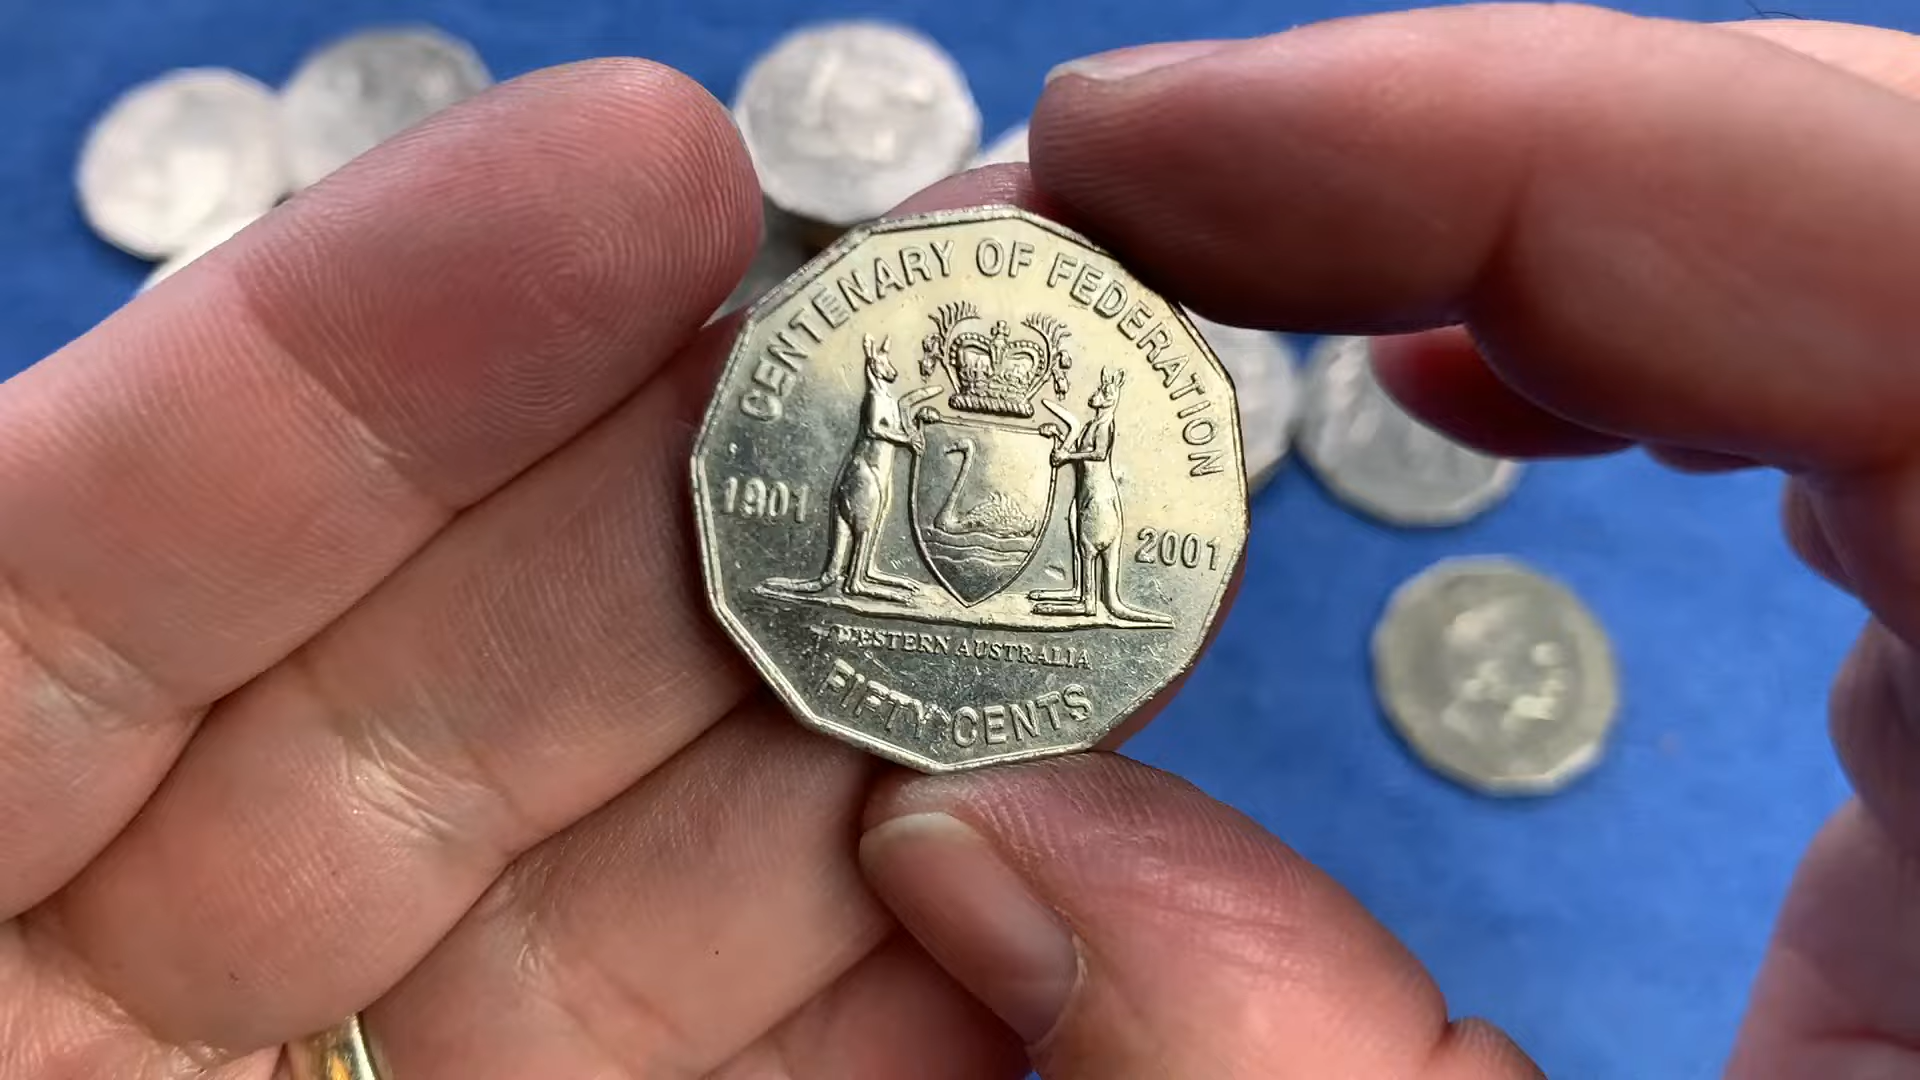 CENTENARY OF FEDERATION
1901
2001
WESTERN AUSTRALIA
FIFTY CENTS